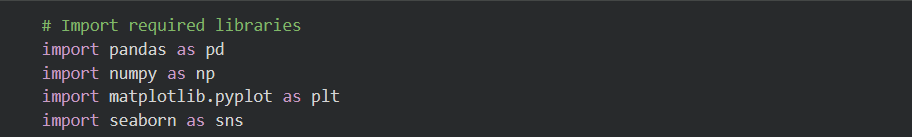 # Import required libraries
import pandas as pd
import numpy as np
import matplotlib.pyplot as plt
import seaborn as sns